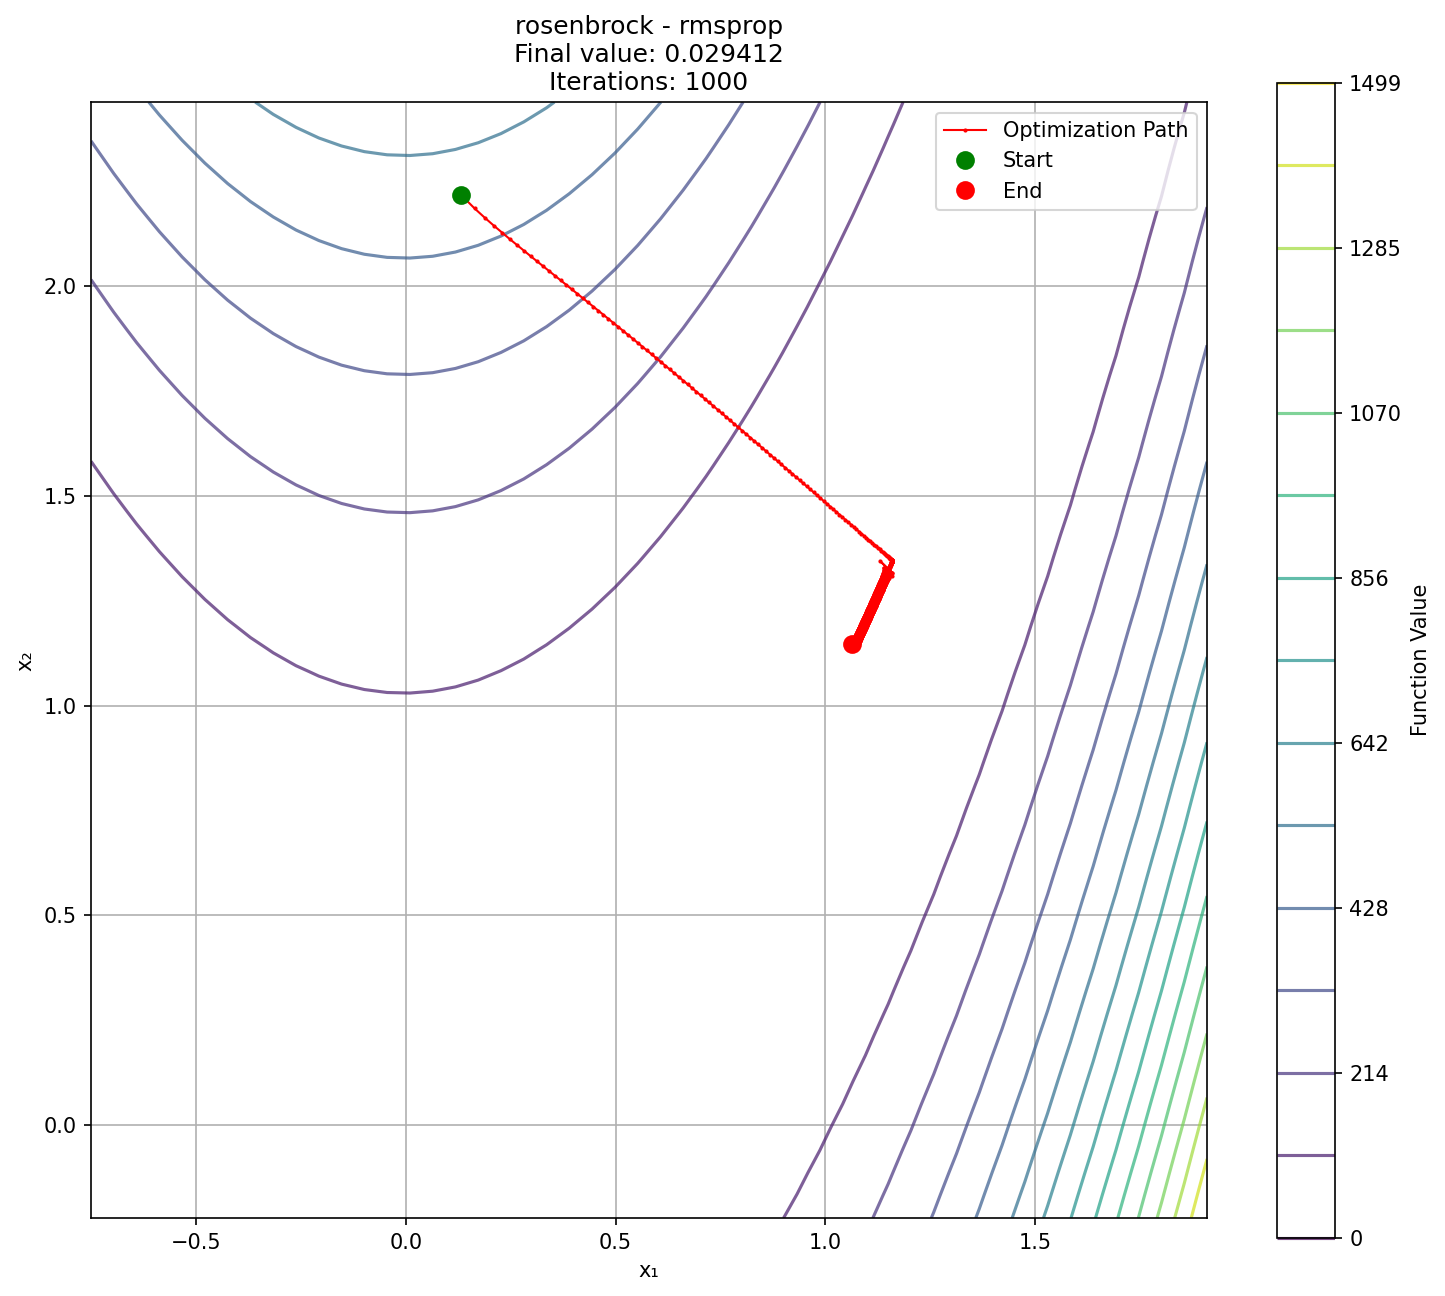 rosenbrock - rmsprop
Final value: 0.029412
Iterations: 1000
Optimization Path
Start
End
2.0
1.5
1.0
0.5
0.0
x₂
−0.5
0.0
0.5
1.0
1.5
x₁
1499
1285
1070
856
642
428
214
0
Function Value